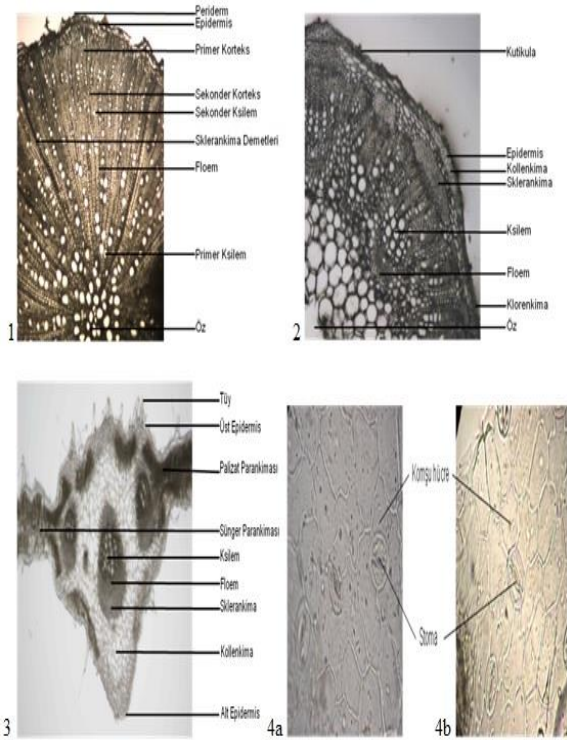 Periderm
Epidermis
Primer Korteks
Sekonder Korteks
Sekonder Ksilem
Sklerankima Demetleri
Floem
Primer Ksilem
Öz
1
Kutikula
Epidermis
Kollenkima
Sklerankima
Ksilem
Floem
Klorenkima
Öz
2
Tüy
Üst Epidermis
Palizat Parankiması
Sünger Parankiması
Ksilem
Floem
Sklerankima
Kollenkima
Alt Epidermis
3
Komşu hücre
Stoma
4a
4b